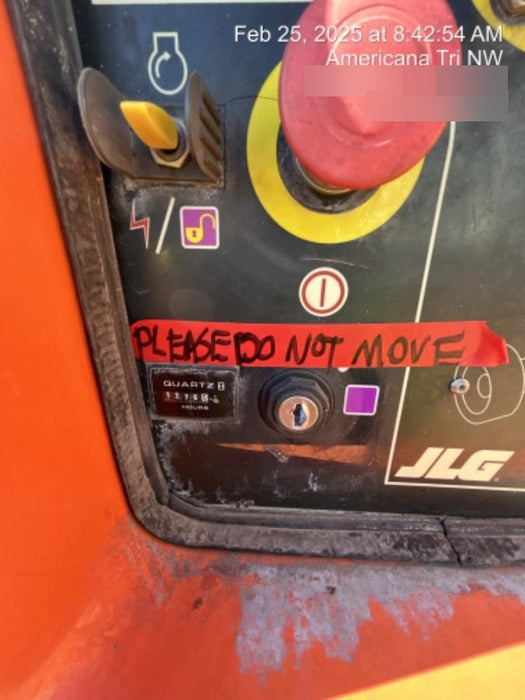 Feb 25, 2025 at 8:42:54 AM
Americana Tri NW
PLEASE DO NOT MOVE
QUARTZ
HOURS
JLG